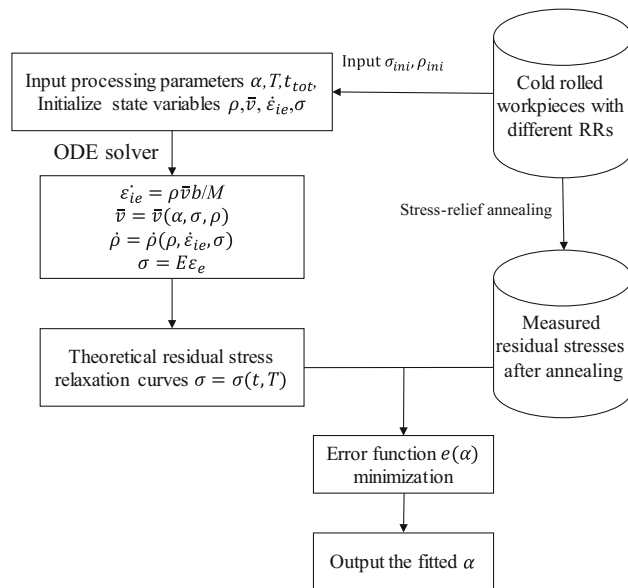 Input processing parameters α,T,t_tot,
Initialize state variables ρ,v̄, ε̇_ie,σ
Input σ_ini,ρ_ini
Cold rolled
workpieces with
different RRs
ODE solver
ε̇_ie = ρv̄b/M
v̄ = v̄(α,σ,ρ)
ρ̇ = ρ̇(ρ,ε̇_ie,σ)
σ = Eε_e
Stress-relief annealing
Theoretical residual stress
relaxation curves σ = σ(t,T)
Measured
residual stresses
after annealing
Error function e(α)
minimization
Output the fitted α